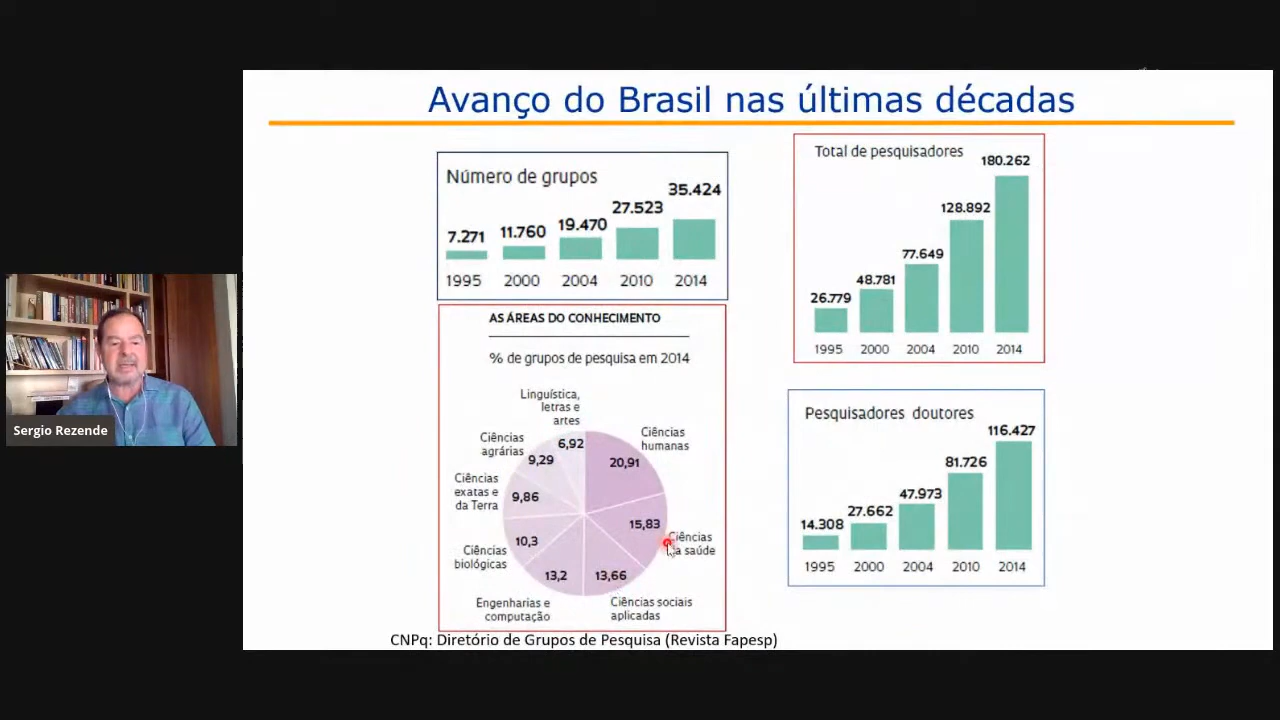 Avanço do Brasil nas últimas décadas
Número de grupos
7.271
11.760
19.470
27.523
35.424
1995
2000
2004
2010
2014
AS ÁREAS DO CONHECIMENTO
% de grupos de pesquisa em 2014
Linguística,
letras e
artes
6,92
Ciências
humanas
20,91
Ciências
agrárias
9,29
Ciências
exatas e
da Terra
9,86
15,83
Ciências
saúde
Ciências
biológicas
10,3
13,2
13,66
Engenharias e
computação
Ciências sociais
aplicadas
CNPq: Diretório de Grupos de Pesquisa (Revista Fapesp)
Total de pesquisadores
26.779
48.781
77.649
128.892
180.262
1995
2000
2004
2010
2014
Pesquisadores doutores
14.308
27.662
47.973
81.726
116.427
1995
2000
2004
2010
2014
Sergio Rezende